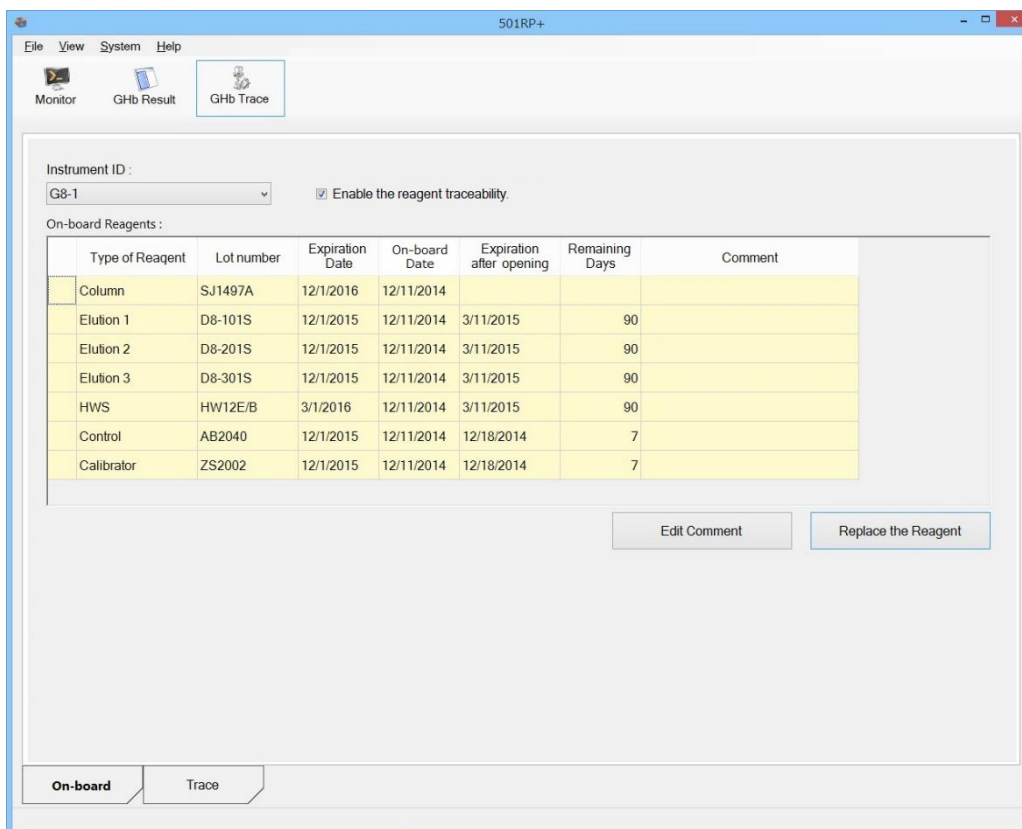 501RP+
File View System Help
Monitor GHb Result GHb Trace
Instrument ID :
G8-1 Enable the reagent traceability.
On-board Reagents :
Type of Reagent Lot number Expiration Date On-board Date Expiration after opening Remaining Days Comment
Column SJ1497A 12/1/2016 12/11/2014
Elution 1 D8-101S 12/1/2015 12/11/2014 3/11/2015 90
Elution 2 D8-201S 12/1/2015 12/11/2014 3/11/2015 90
Elution 3 D8-301S 12/1/2015 12/11/2014 3/11/2015 90
HWS HW12E/B 3/1/2016 12/11/2014 3/11/2015 90
Control AB2040 12/1/2015 12/11/2014 12/18/2014 7
Calibrator ZS2002 12/1/2015 12/11/2014 12/18/2014 7
Edit Comment Replace the Reagent
On-board Trace